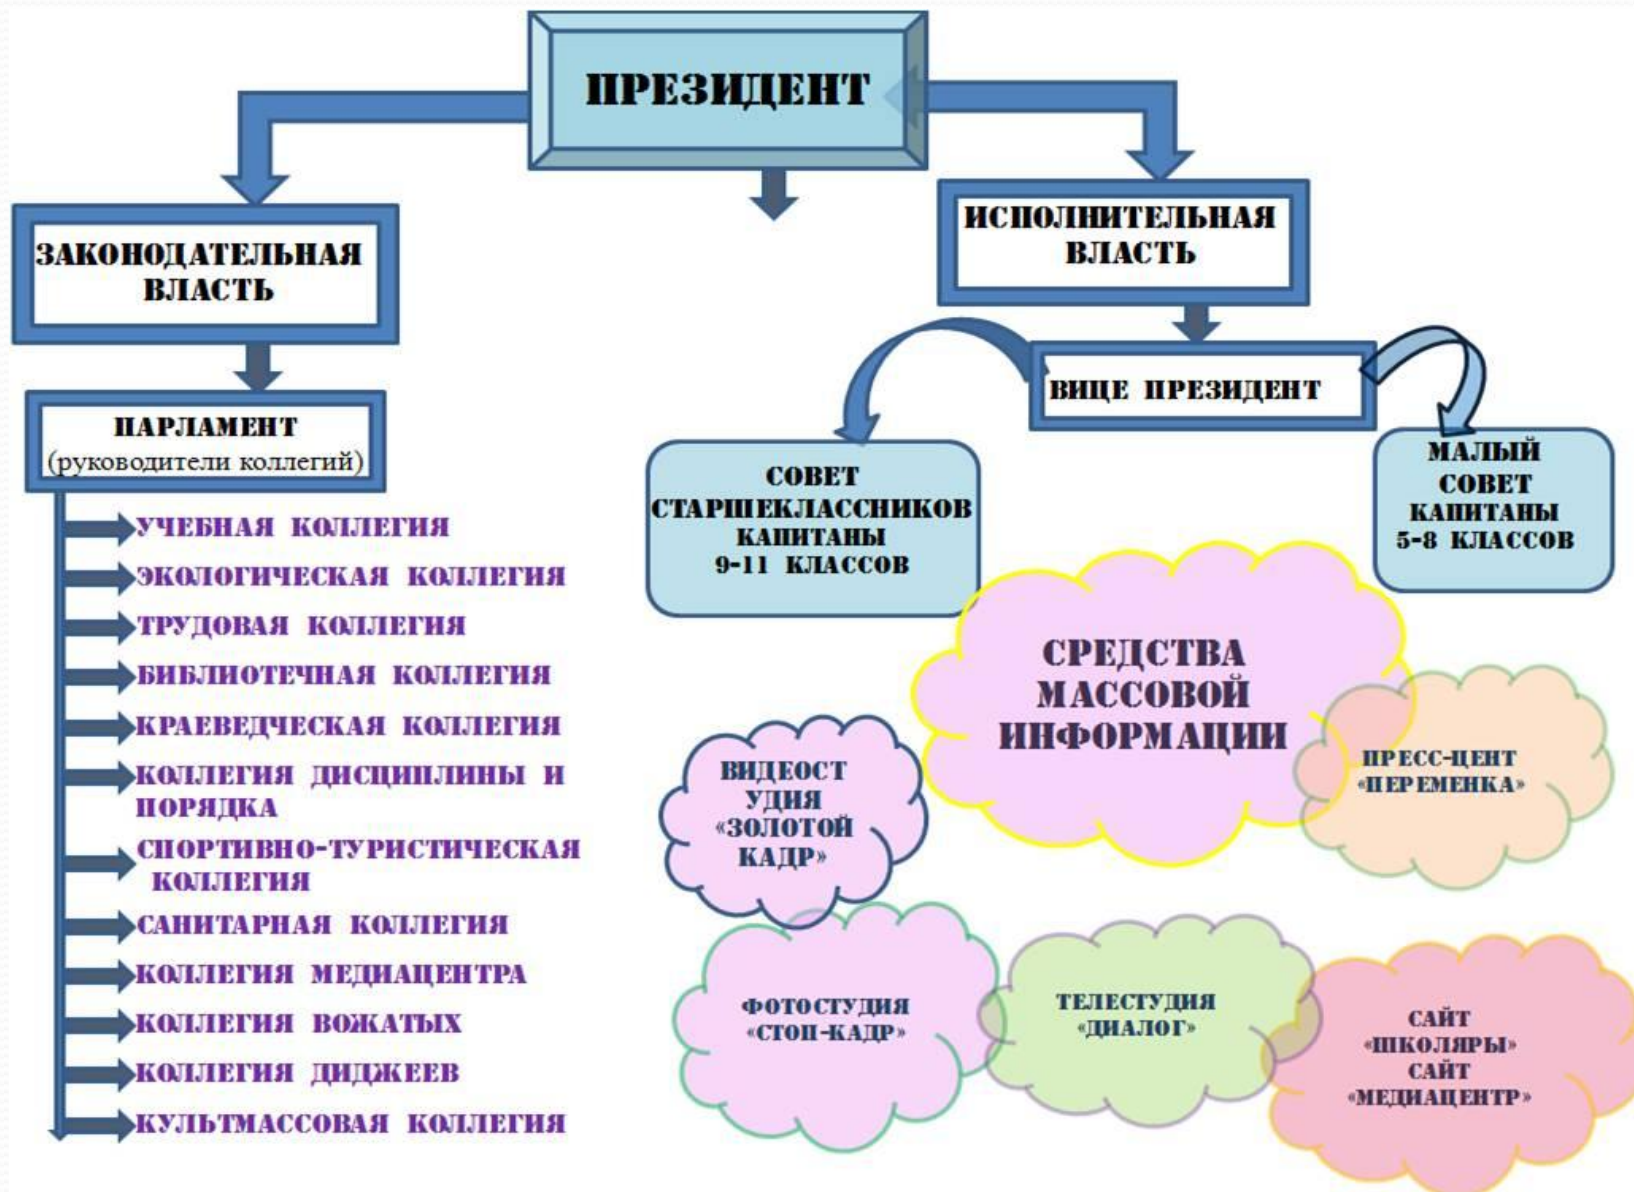 ПРЕЗИДЕНТ
ЗАКОНОДАТЕЛЬНАЯ
ВЛАСТЬ
ПАРЛАМЕНТ
(руководители коллегий)
УЧЕБНАЯ КОЛЛЕГИЯ
ЭКОЛОГИЧЕСКАЯ КОЛЛЕГИЯ
ТРУДОВАЯ КОЛЛЕГИЯ
БИБЛИОТЕЧНАЯ КОЛЛЕГИЯ
КРАЕВЕДЧЕСКАЯ КОЛЛЕГИЯ
КОЛЛЕГИЯ ДИСЦИПЛИНЫ И
ПОРЯДКА
СПОРТИВНО-ТУРИСТИЧЕСКАЯ
КОЛЛЕГИЯ
САНИТАРНАЯ КОЛЛЕГИЯ
КОЛЛЕГИЯ МЕДИАЦЕНТРА
КОЛЛЕГИЯ ВОЖАТЫХ
КОЛЛЕГИЯ ДИДЖЕЕВ
КУЛЬТМАССОВАЯ КОЛЛЕГИЯ
ИСПОЛНИТЕЛЬНАЯ
ВЛАСТЬ
ВИЦЕ ПРЕЗИДЕНТ
СОВЕТ
СТАРШЕКЛАССНИКОВ
КАПИТАНЫ
9-11 КЛАССОВ
МАЛЫЙ
СОВЕТ
КАПИТАНЫ
5-8 КЛАССОВ
СРЕДСТВА
МАССОВОЙ
ИНФОРМАЦИИ
ПРЕСС-ЦЕНТ
«ПЕРЕМЕНКА»
ВИДЕОСТ
УДИЯ
«ЗОЛОТОЙ
КАДР»
ФОТОСТУДИЯ
«СТОП-КАДР»
ТЕЛЕСТУДИЯ
«ДИАЛОГ»
САЙТ
«ШКОЛЯРЫ»
САЙТ
«МЕДИАЦЕНТР»